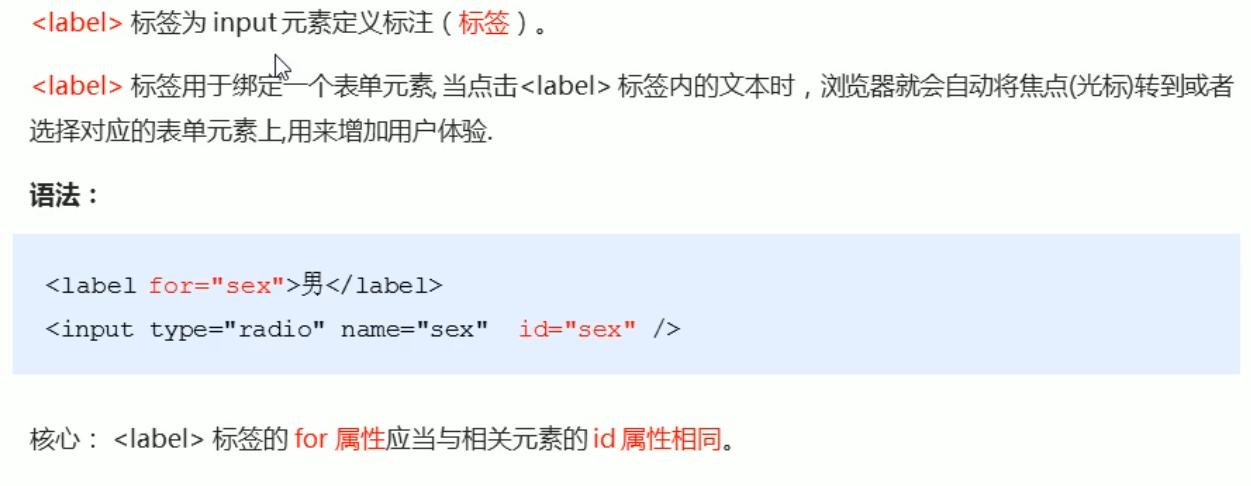 <label> 标签为 input 元素定义标注（标签）。
<label> 标签用于绑定一个表单元素, 当点击<label> 标签内的文本时，浏览器就会自动将焦点(光标)转到或者
选择对应的表单元素上,用来增加用户体验.
语法：
<label for="sex">男</label>
<input type="radio" name="sex"  id="sex" />
核心： <label> 标签的 for 属性应当与相关元素的 id 属性相同。